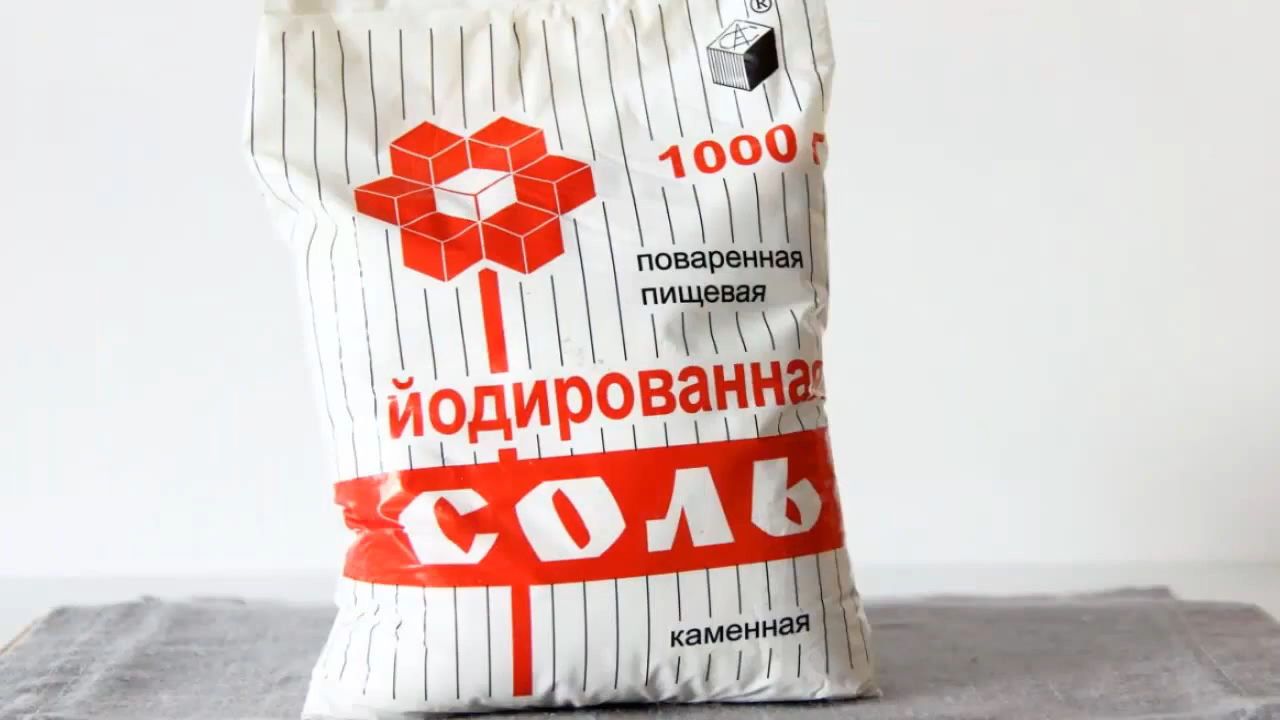 ®
1000 г
поваренная
пищевая
йодированная
СОЛЬ
каменная